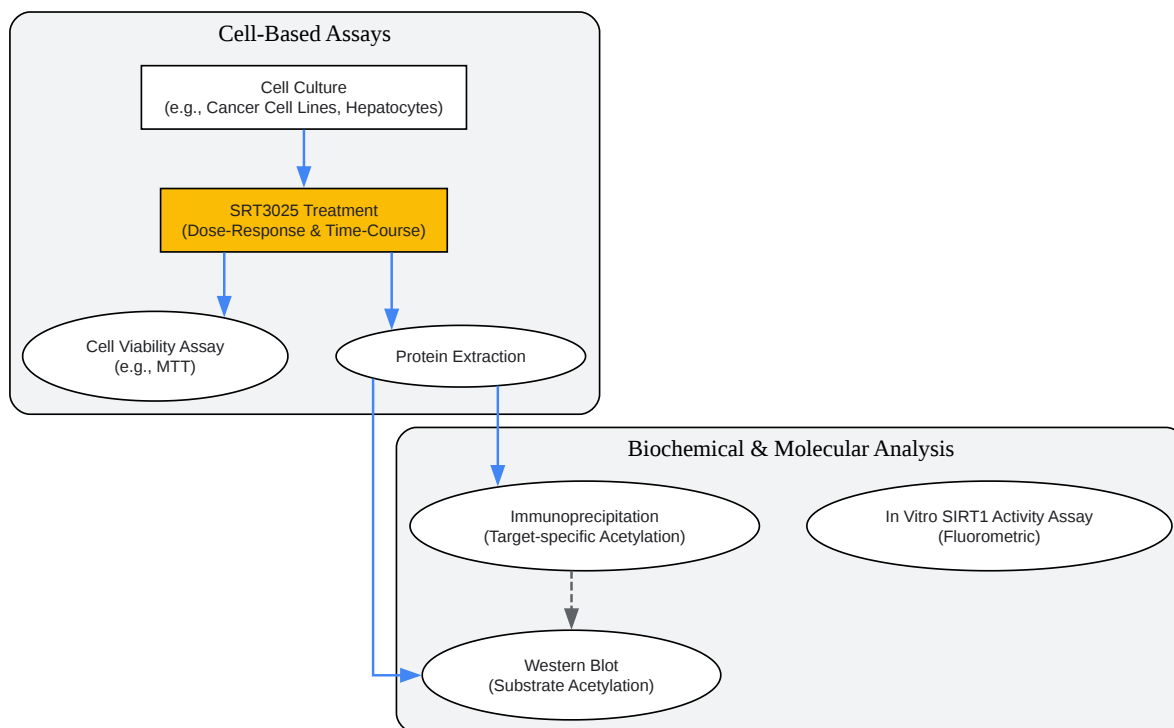 Cell-Based Assays
Cell Culture
(e.g., Cancer Cell Lines, Hepatocytes)
SRT3025 Treatment
(Dose-Response & Time-Course)
Cell Viability Assay
(e.g., MTT)
Protein Extraction
Biochemical & Molecular Analysis
Immunoprecipitation
(Target-specific Acetylation)
In Vitro SIRT1 Activity Assay
(Fluorometric)
Western Blot
(Substrate Acetylation)